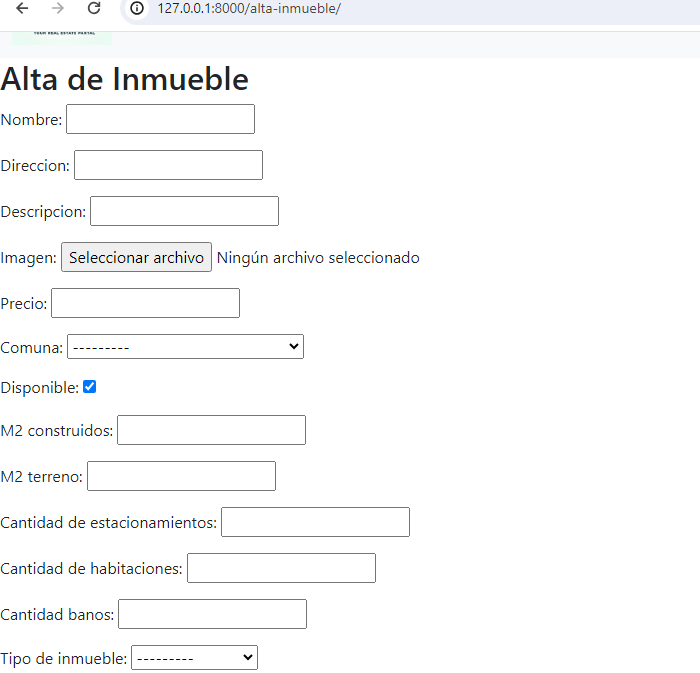 127.0.0.1:8000/alta-inmueble/
YOUR REAL ESTATE PORTAL
Alta de Inmueble
Nombre:
Direccion:
Descripcion:
Imagen: Seleccionar archivo Ningún archivo seleccionado
Precio:
Comuna: ---------
Disponible:
M2 construidos:
M2 terreno:
Cantidad de estacionamientos:
Cantidad de habitaciones:
Cantidad banos:
Tipo de inmueble: ---------